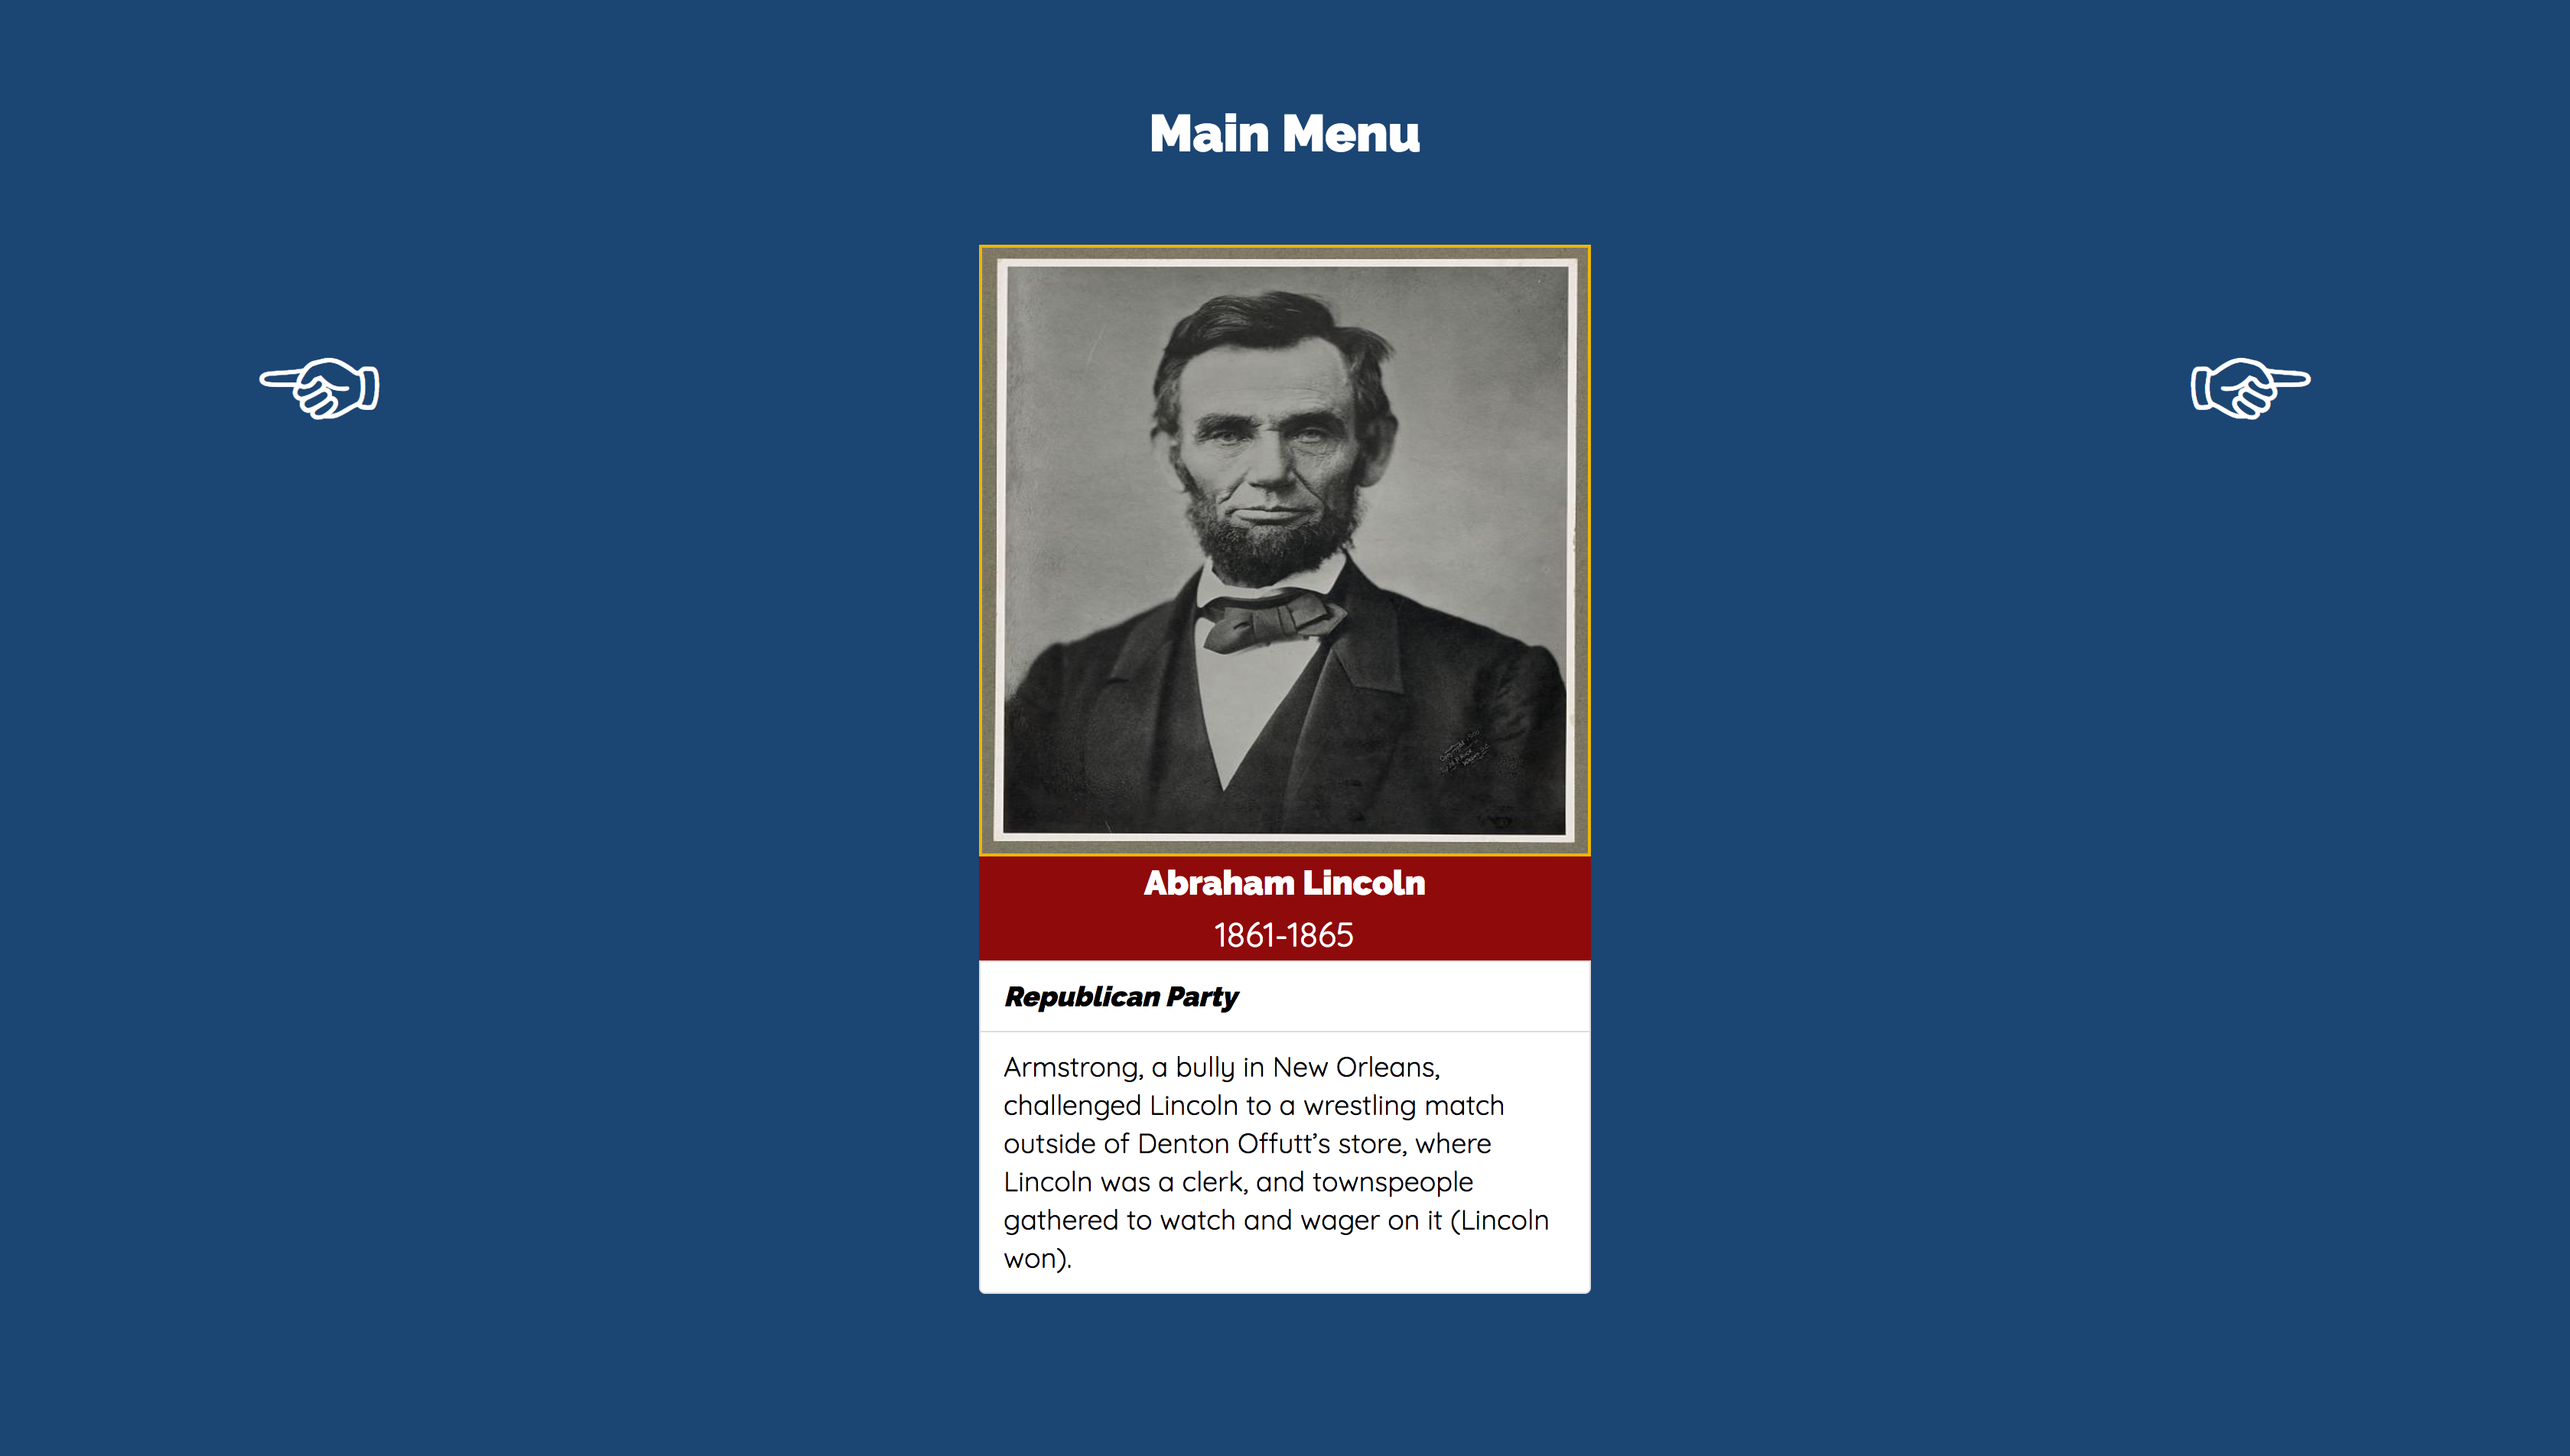 Main Menu
Abraham Lincoln
1861-1865
Republican Party
Armstrong, a bully in New Orleans,
challenged Lincoln to a wrestling match
outside of Denton Offutt’s store, where
Lincoln was a clerk, and townspeople
gathered to watch and wager on it (Lincoln
won).